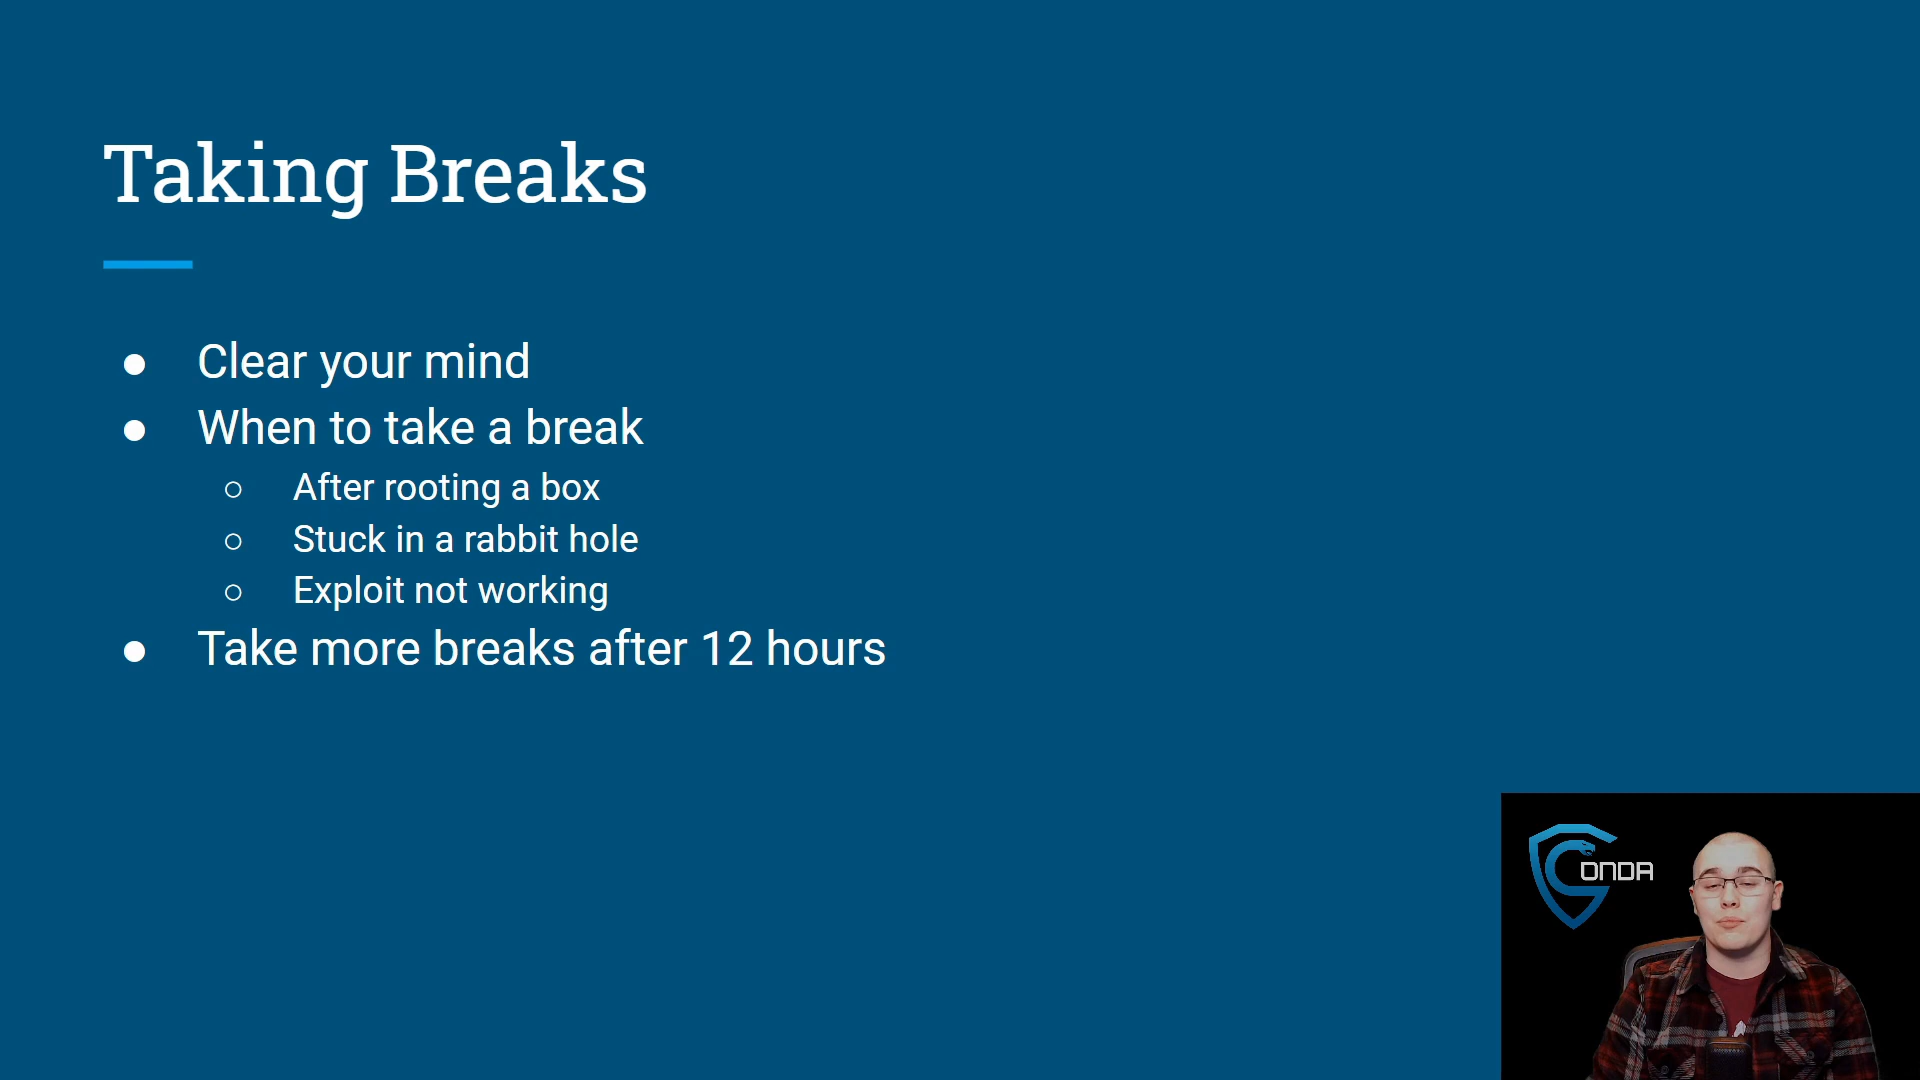 Taking Breaks
● Clear your mind
● When to take a break
○ After rooting a box
○ Stuck in a rabbit hole
○ Exploit not working
● Take more breaks after 12 hours
CONDA